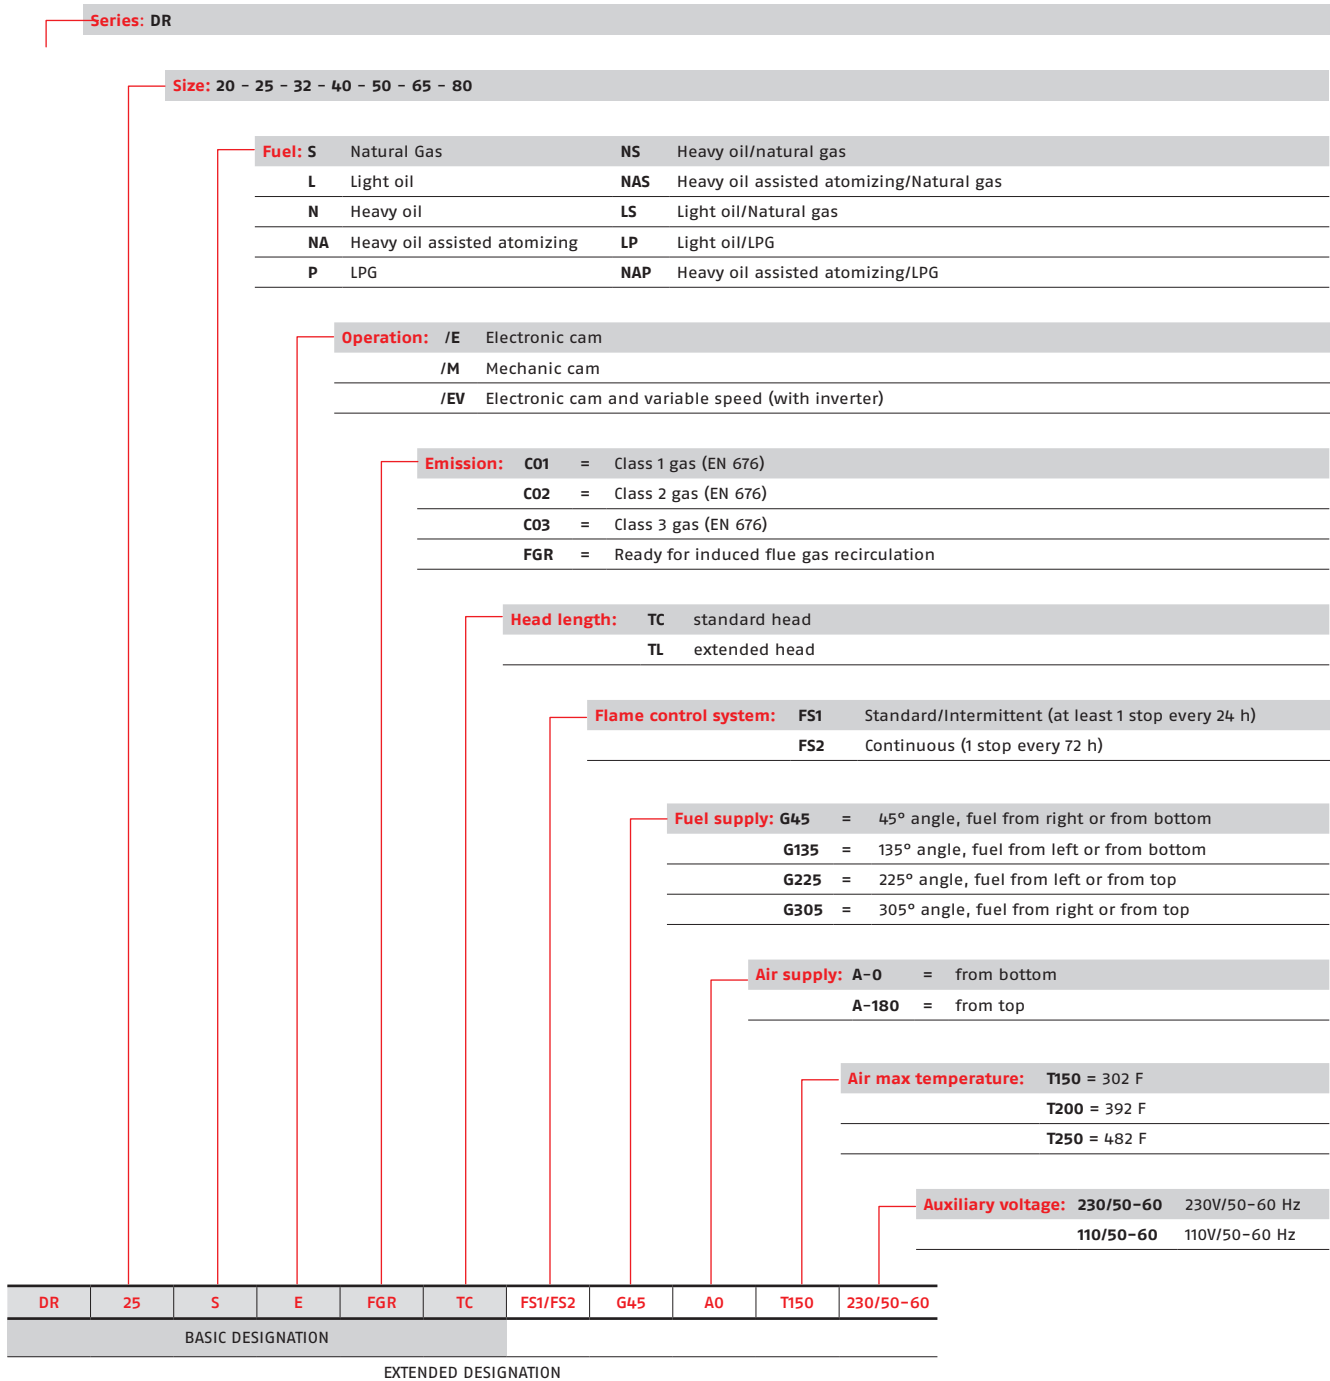 Series: DR
Size: 20 - 25 - 32 - 40 - 50 - 65 - 80
Fuel: S Natural Gas NS Heavy oil/natural gas
L Light oil NAS Heavy oil assisted atomizing/Natural gas
N Heavy oil LS Light oil/Natural gas
NA Heavy oil assisted atomizing LP Light oil/LPG
P LPG NAP Heavy oil assisted atomizing/LPG
Operation: /E Electronic cam
/M Mechanic cam
/EV Electronic cam and variable speed (with inverter)
Emission: C01 = Class 1 gas (EN 676)
C02 = Class 2 gas (EN 676)
C03 = Class 3 gas (EN 676)
FGR = Ready for induced flue gas recirculation
Head length: TC standard head
TL extended head
Flame control system: FS1 Standard/Intermittent (at least 1 stop every 24 h)
FS2 Continuous (1 stop every 72 h)
Fuel supply: G45 = 45° angle, fuel from right or from bottom
G135 = 135° angle, fuel from left or from bottom
G225 = 225° angle, fuel from left or from top
G305 = 305° angle, fuel from right or from top
Air supply: A-0 = from bottom
A-180 = from top
Air max temperature: T150 = 302 F
T200 = 392 F
T250 = 482 F
Auxiliary voltage: 230/50-60 230V/50-60 Hz
110/50-60 110V/50-60 Hz
DR 25 S E FGR TC FS1/FS2 G45 A0 T150 230/50-60
BASIC DESIGNATION
EXTENDED DESIGNATION